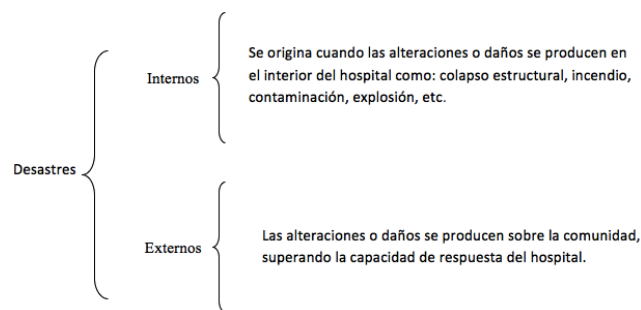 Desastres
Internos
Se origina cuando las alteraciones o daños se producen en
el interior del hospital como: colapso estructural, incendio,
contaminación, explosión, etc.
Externos
Las alteraciones o daños se producen sobre la comunidad,
superando la capacidad de respuesta del hospital.